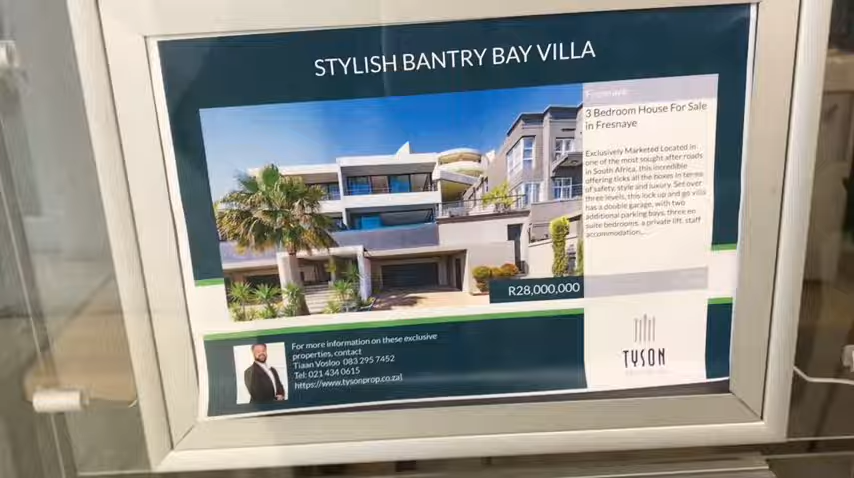 STYLISH BANTRY BAY VILLA
Fresnaye
3 Bedroom House For Sale
in Fresnaye
Exclusively Marketed Located in
one of the most sought after roads
in South Africa, this incredible
offering ticks all the boxes in terms
of safety, style and luxury. Set over
three levels, this lock up and go villa
has a double garage, with two
additional parking bays, three en
suite bedrooms, a private lift, staff
accommodation,...
R28,000,000
For more information on these exclusive
properties, contact
Tiaan Vosloo 083 295 7452
Tel: 021 434 0615
https://www.tysonprop.co.za\
TYSON